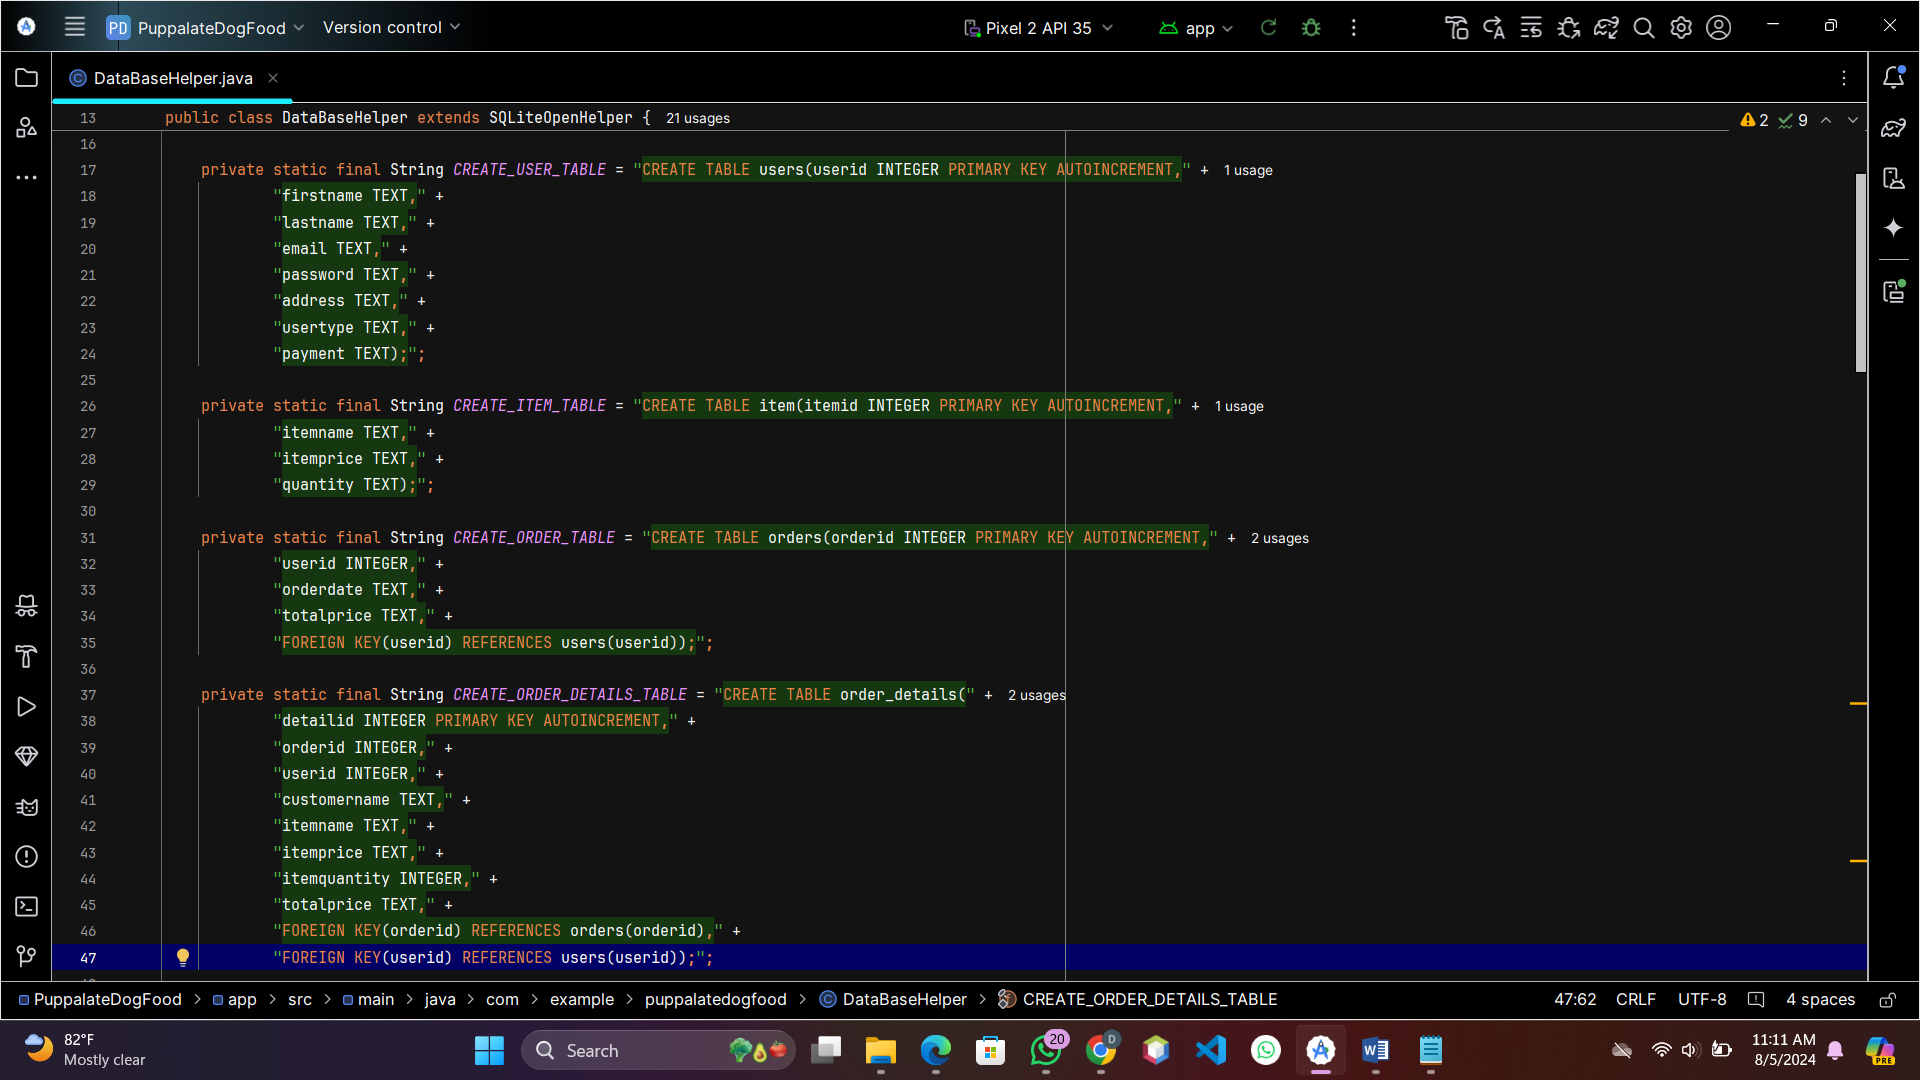 PD PuppalateDogFood Version control Pixel 2 API 35 app
DataBaseHelper.java
13 public class DataBaseHelper extends SQLiteOpenHelper { 21 usages 2 9
16
17 private static final String CREATE_USER_TABLE = "CREATE TABLE users(userid INTEGER PRIMARY KEY AUTOINCREMENT," + 1 usage
18 "firstname TEXT," +
19 "lastname TEXT," +
20 "email TEXT," +
21 "password TEXT," +
22 "address TEXT," +
23 "usertype TEXT," +
24 "payment TEXT);";
25
26 private static final String CREATE_ITEM_TABLE = "CREATE TABLE item(itemid INTEGER PRIMARY KEY AUTOINCREMENT," + 1 usage
27 "itemname TEXT," +
28 "itemprice TEXT," +
29 "quantity TEXT);";
30
31 private static final String CREATE_ORDER_TABLE = "CREATE TABLE orders(orderid INTEGER PRIMARY KEY AUTOINCREMENT," + 2 usages
32 "userid INTEGER," +
33 "orderdate TEXT," +
34 "totalprice TEXT," +
35 "FOREIGN KEY(userid) REFERENCES users(userid));";
36
37 private static final String CREATE_ORDER_DETAILS_TABLE = "CREATE TABLE order_details(" + 2 usages
38 "detailid INTEGER PRIMARY KEY AUTOINCREMENT," +
39 "orderid INTEGER," +
40 "userid INTEGER," +
41 "customername TEXT," +
42 "itemname TEXT," +
43 "itemprice TEXT," +
44 "itemquantity INTEGER," +
45 "totalprice TEXT," +
46 "FOREIGN KEY(orderid) REFERENCES orders(orderid)," +
47 "FOREIGN KEY(userid) REFERENCES users(userid));";
PuppalateDogFood > app > src > main > java > com > example > puppalatedogfood > DataBaseHelper > CREATE_ORDER_DETAILS_TABLE 47:62 CRLF UTF-8 4 spaces
82°F
Mostly clear
Search
20
D
11:11 AM
8/5/2024
PRE